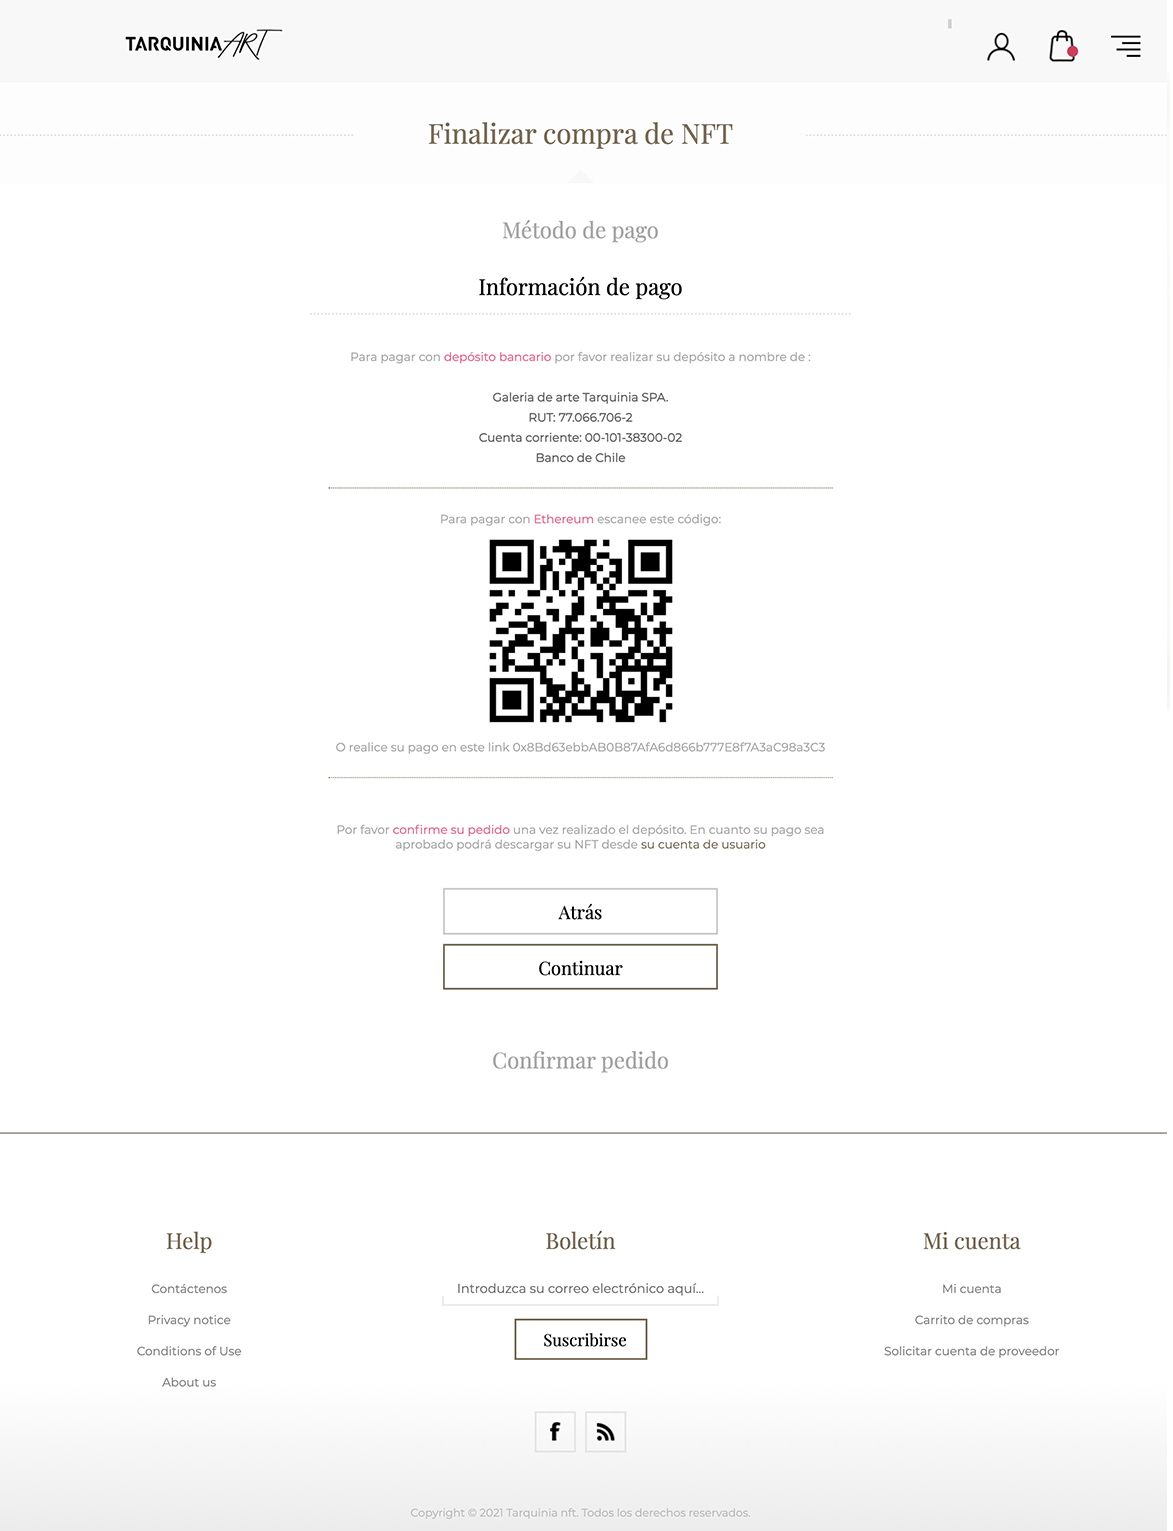 TARQUINIA ART
Finalizar compra de NFT
Método de pago
Información de pago
Para pagar con depósito bancario por favor realizar su depósito a nombre de :
Galeria de arte Tarquinia SPA.
RUT: 77.066.706-2
Cuenta corriente: 00-101-38300-02
Banco de Chile
Para pagar con Ethereum escanee este código:
O realice su pago en este link 0x8Bd63ebbAB0B87AfA6d866b777E8f7A3aC98a3C3
Por favor confirme su pedido una vez realizado el depósito. En cuanto su pago sea
aprobado podrá descargar su NFT desde su cuenta de usuario
Atrás
Continuar
Confirmar pedido
Help
Contáctenos
Privacy notice
Conditions of Use
About us
Boletín
Introduzca su correo electrónico aquí...
Suscribirse
Mi cuenta
Mi cuenta
Carrito de compras
Solicitar cuenta de proveedor
Copyright © 2021 Tarquinia nft. Todos los derechos reservados.